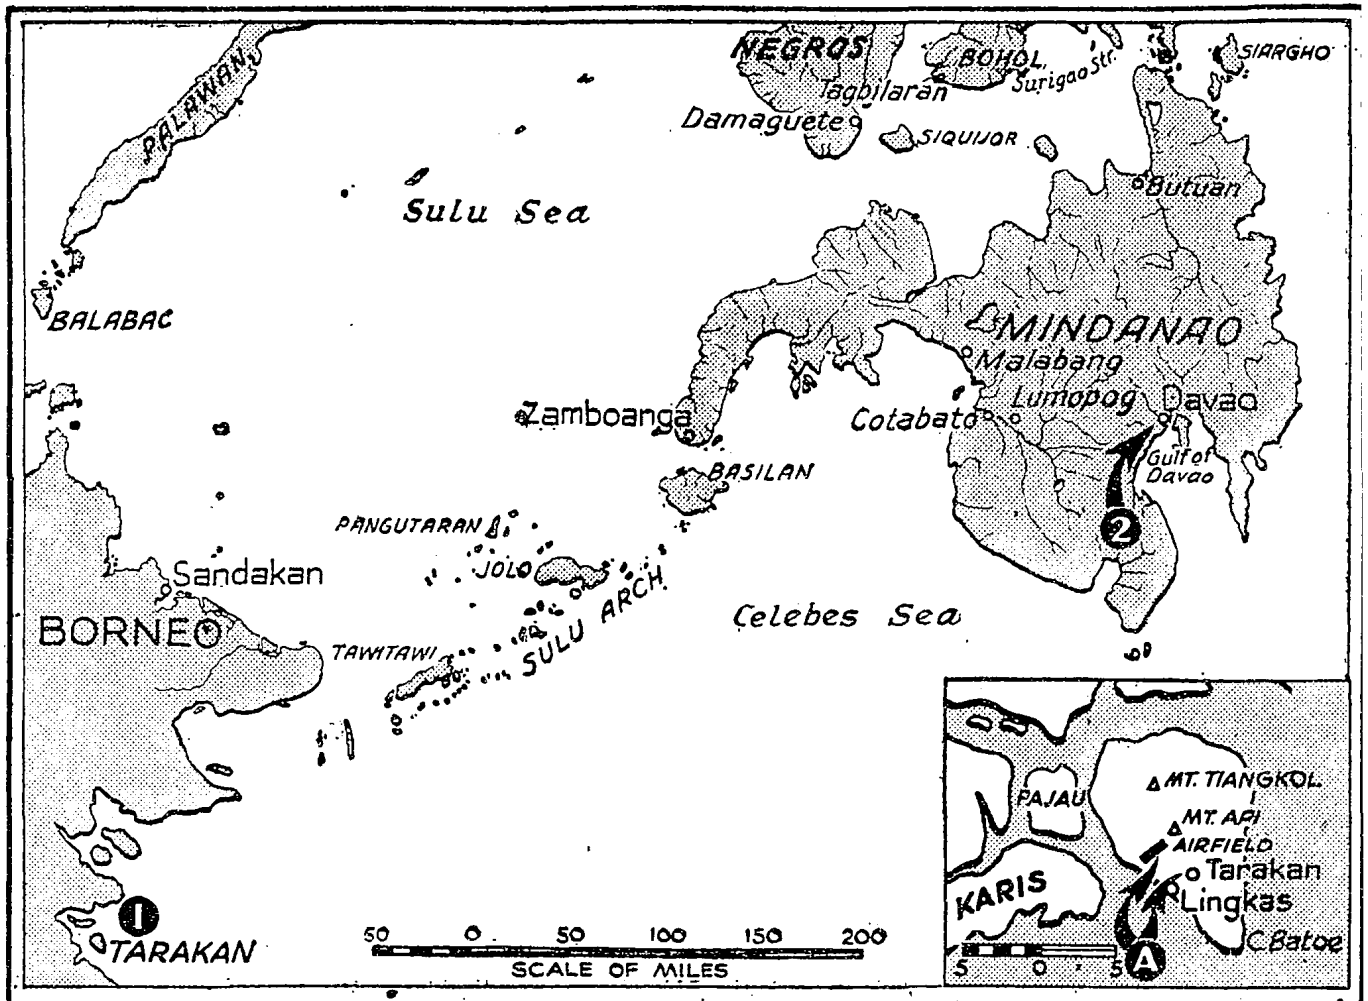 NEGROS
BOHOL
Surigao Str.
SIARGHO
PALAWAN
Tagbilaran
Damaguete
SIQUIJOR
Butuan
Sulu Sea
BALABAC
MINDANAO
Malabang
Lumopog
Davao
Zamboanga
Cotabato
Gulf of
Davao
BASILAN
PANGUTARAN
2
JOLO
Sandakan
SULU ARCH.
Celebes Sea
BORNEO
TAWITAWI
MT. TIANGKOL
PAJAU
MT. API
AIRFIELD
Tarakan
KARIS
Lingkas
1
TARAKAN
C. Batoe
50 0 50 100 150 200
SCALE OF MILES
5 0 5
A